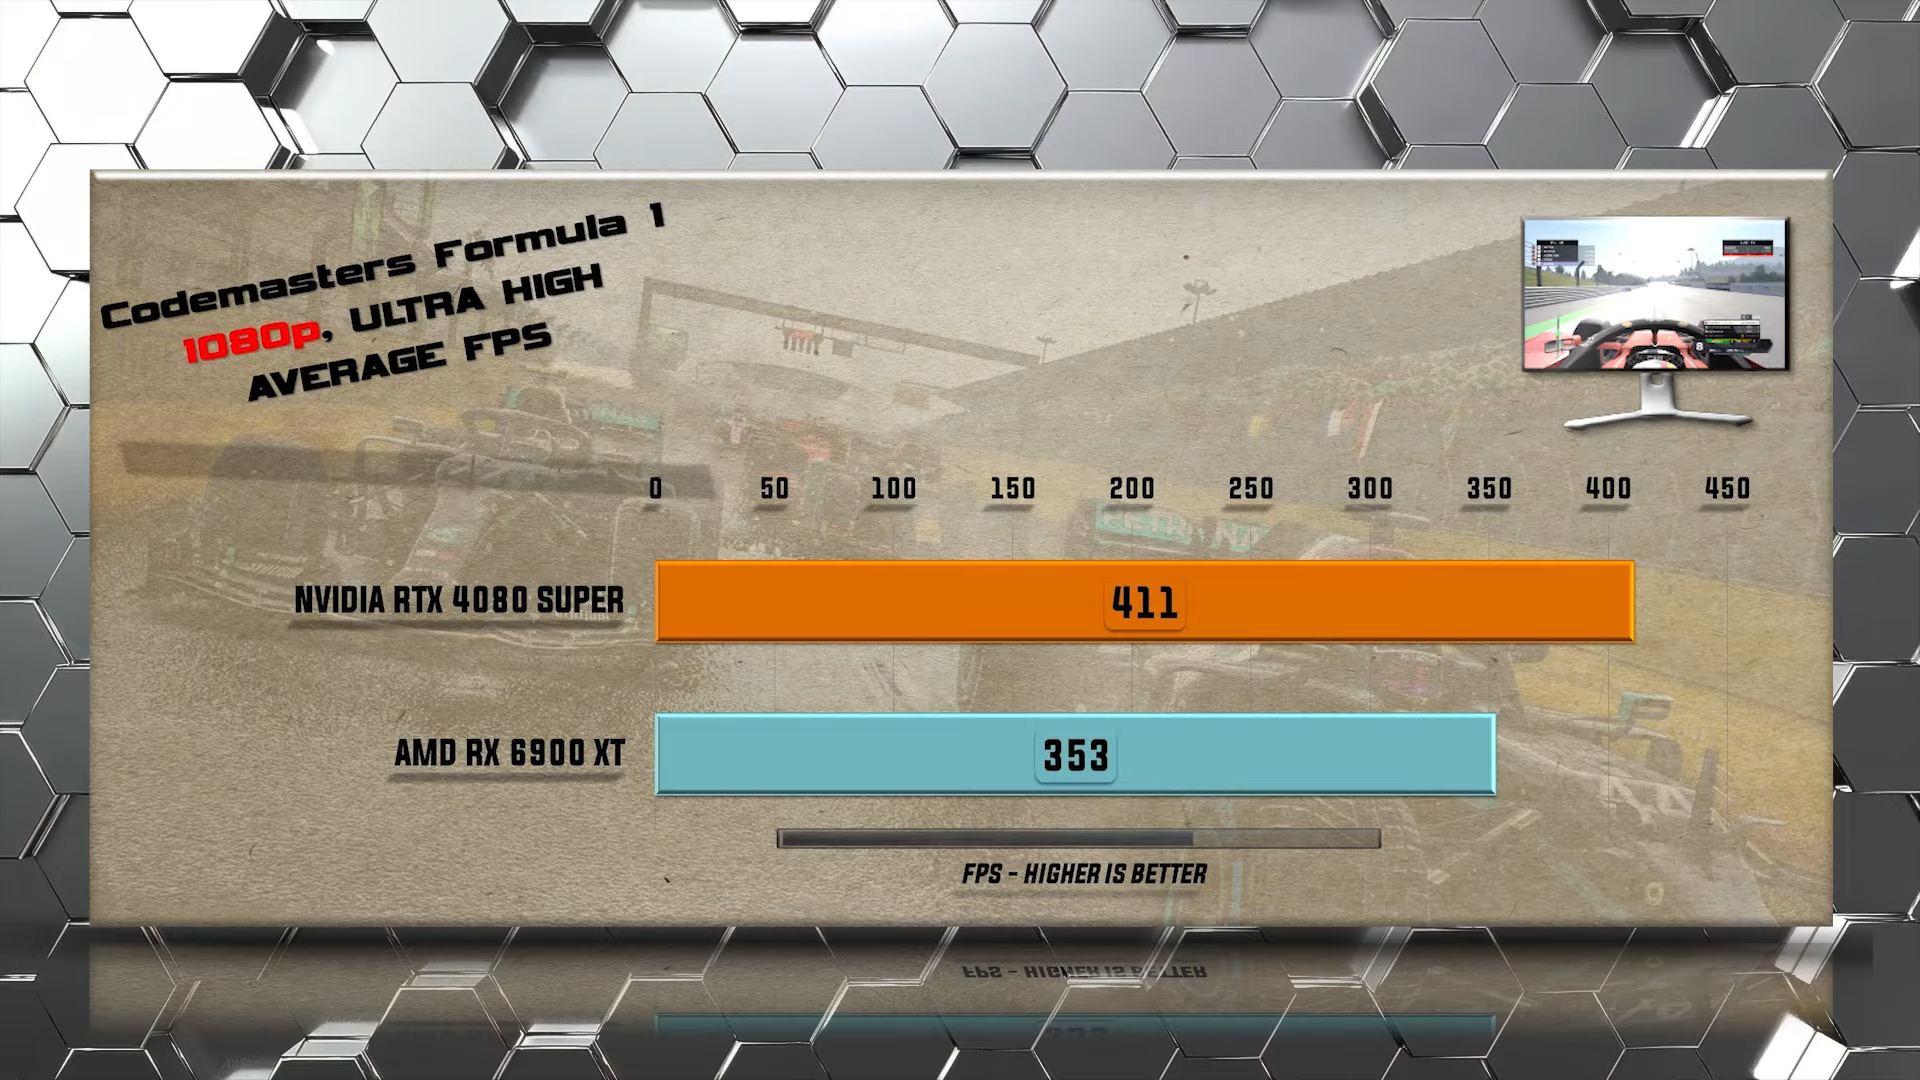 Codemasters Formula 1
1080p, ULTRA HIGH
AVERAGE FPS
0 50 100 150 200 250 300 350 400 450
NVIDIA RTX 4080 SUPER
411
AMD RX 6900 XT
353
FPS - HIGHER IS BETTER